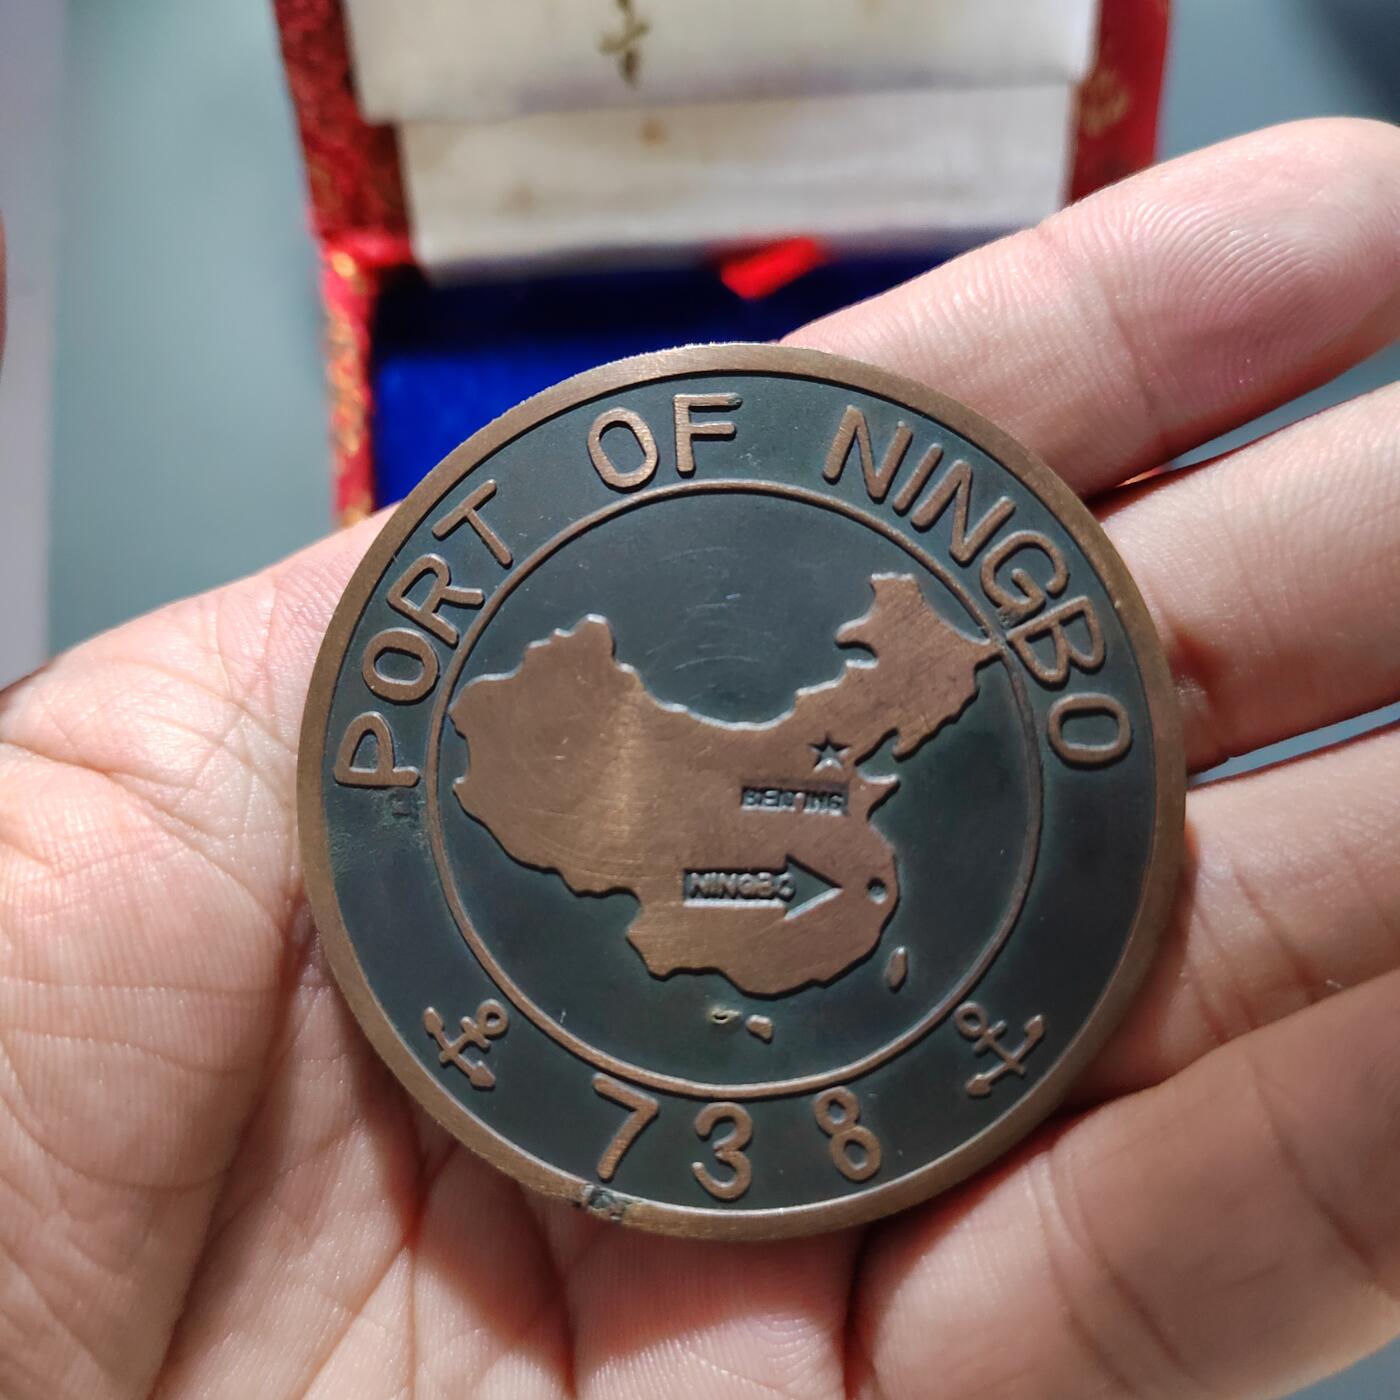 PORT OF NINGBO
BEIJING
NINGBO
738